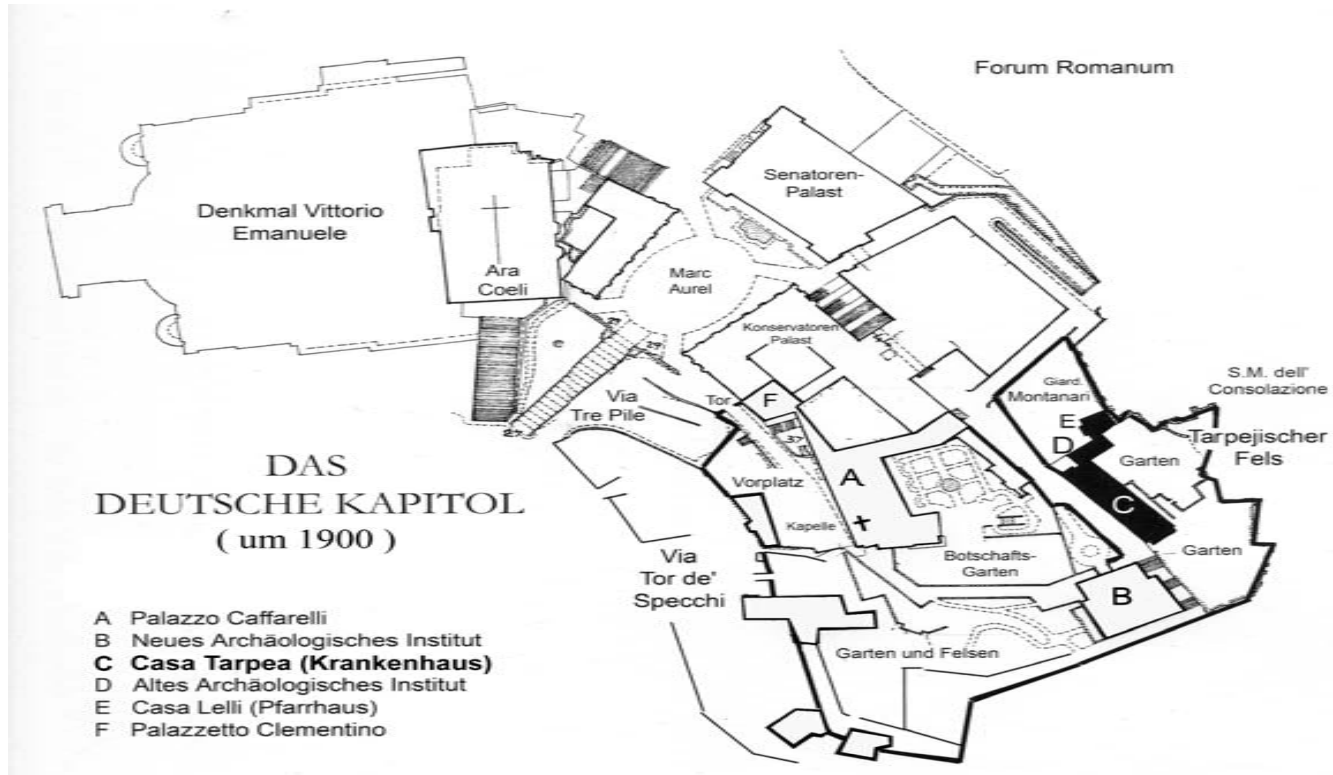 Forum Romanum
Senatoren-
Palast
Denkmal Vittorio
Emanuele
Ara
Coeli
Marc
Aurel
Konservatoren
Palast
29
Via
Tre Pile
Tor
F
37
Giard.
Montanari
S.M. dell'
Consolazione
E
D
Tarpejischer
Fels
Garten
A
Vorplatz
C
Kapelle
Garten
Botschafts-
Garten
B
Via
Tor de'
Specchi
Garten und Felsen
DAS
DEUTSCHE KAPITOL
( um 1900 )
A Palazzo Caffarelli
B Neues Archäologisches Institut
C Casa Tarpea (Krankenhaus)
D Altes Archäologisches Institut
E Casa Lelli (Pfarrhaus)
F Palazzetto Clementino